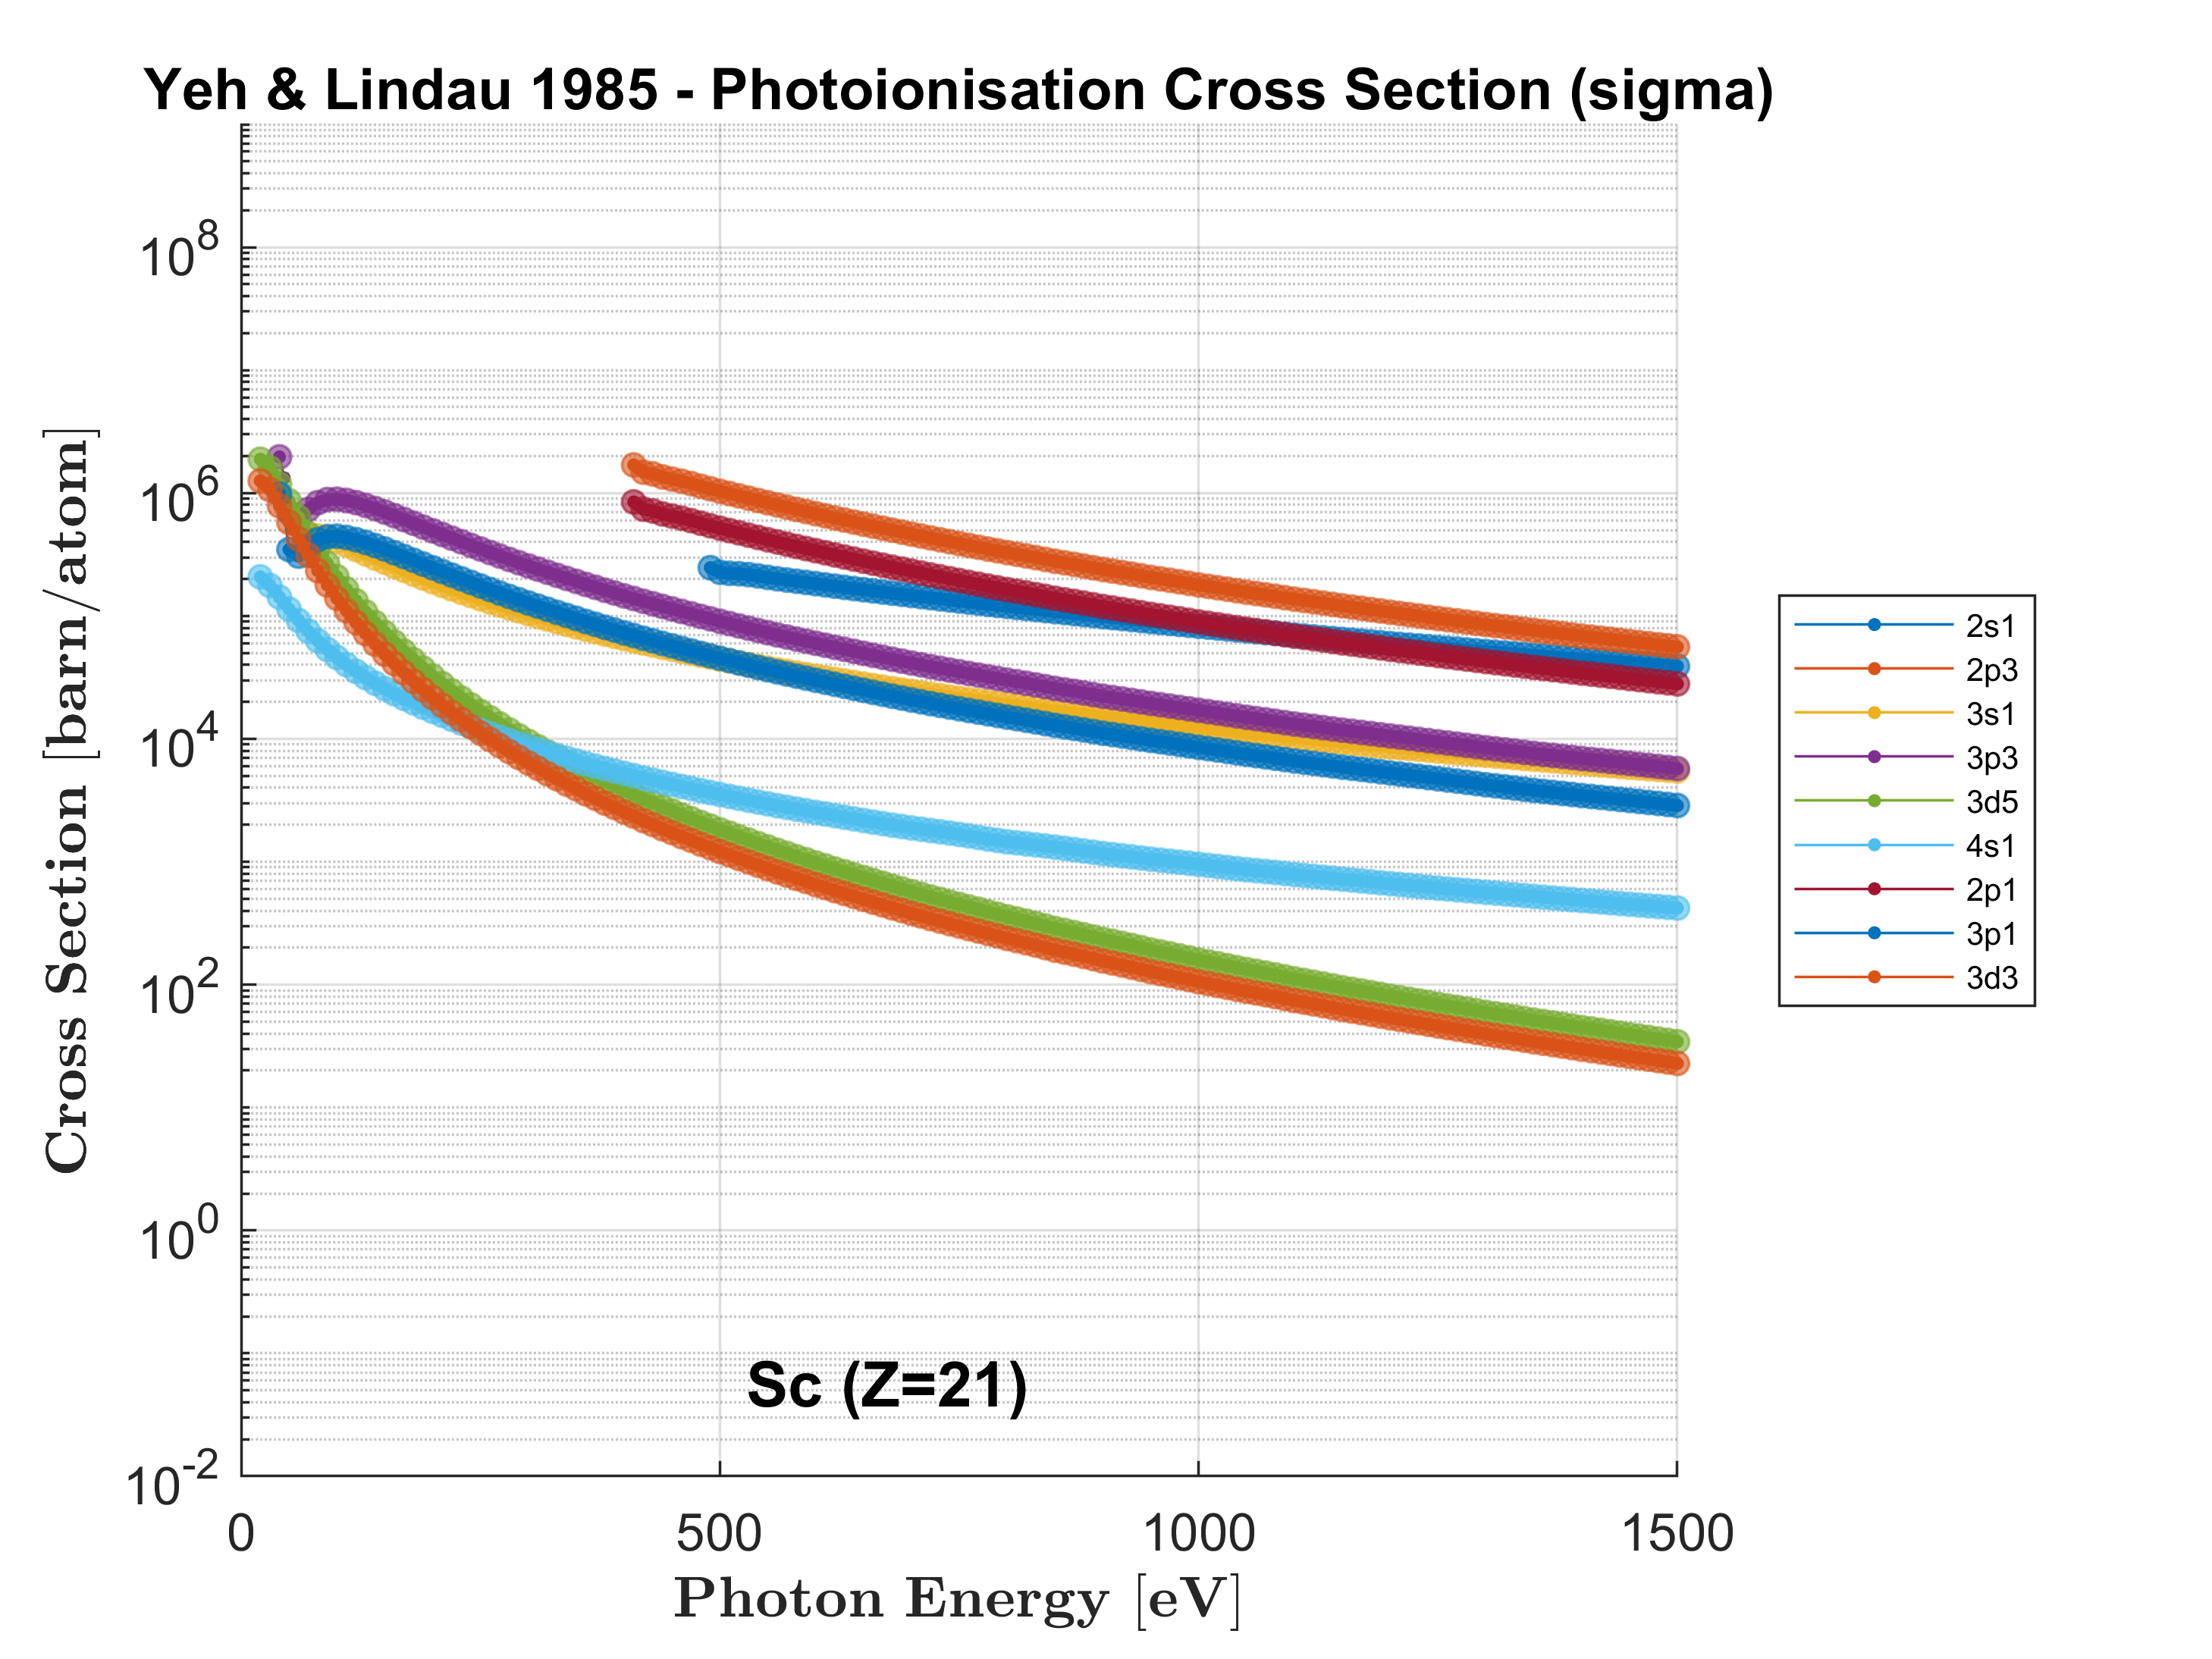 Yeh & Lindau 1985 - Photoionisation Cross Section (sigma)
Cross Section [barn/atom]
10^8
10^6
10^4
10^2
10^0
10^-2
0 500 1000 1500
Photon Energy [eV]
Sc (Z=21)
2s1
2p3
3s1
3p3
3d5
4s1
2p1
3p1
3d3